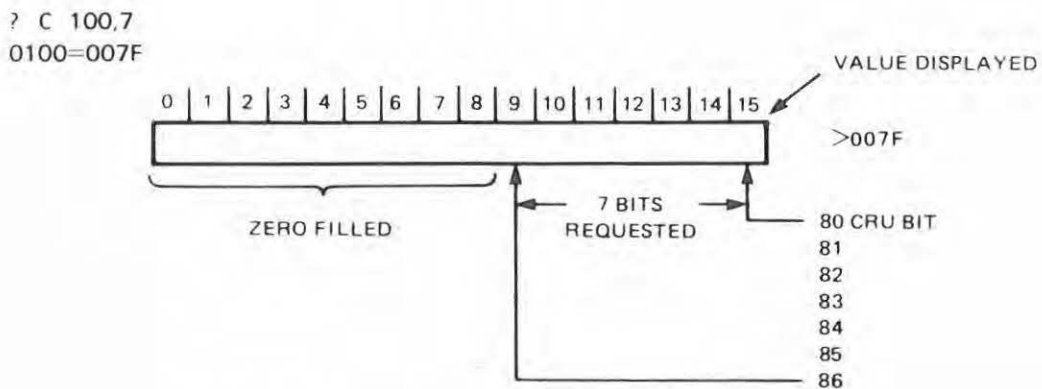 ? C 100,7
0100=007F
VALUE DISPLAYED
0 1 2 3 4 5 6 7 8 9 10 11 12 13 14 15
>007F
7 BITS
REQUESTED
ZERO FILLED
80 CRU BIT
81
82
83
84
85
86